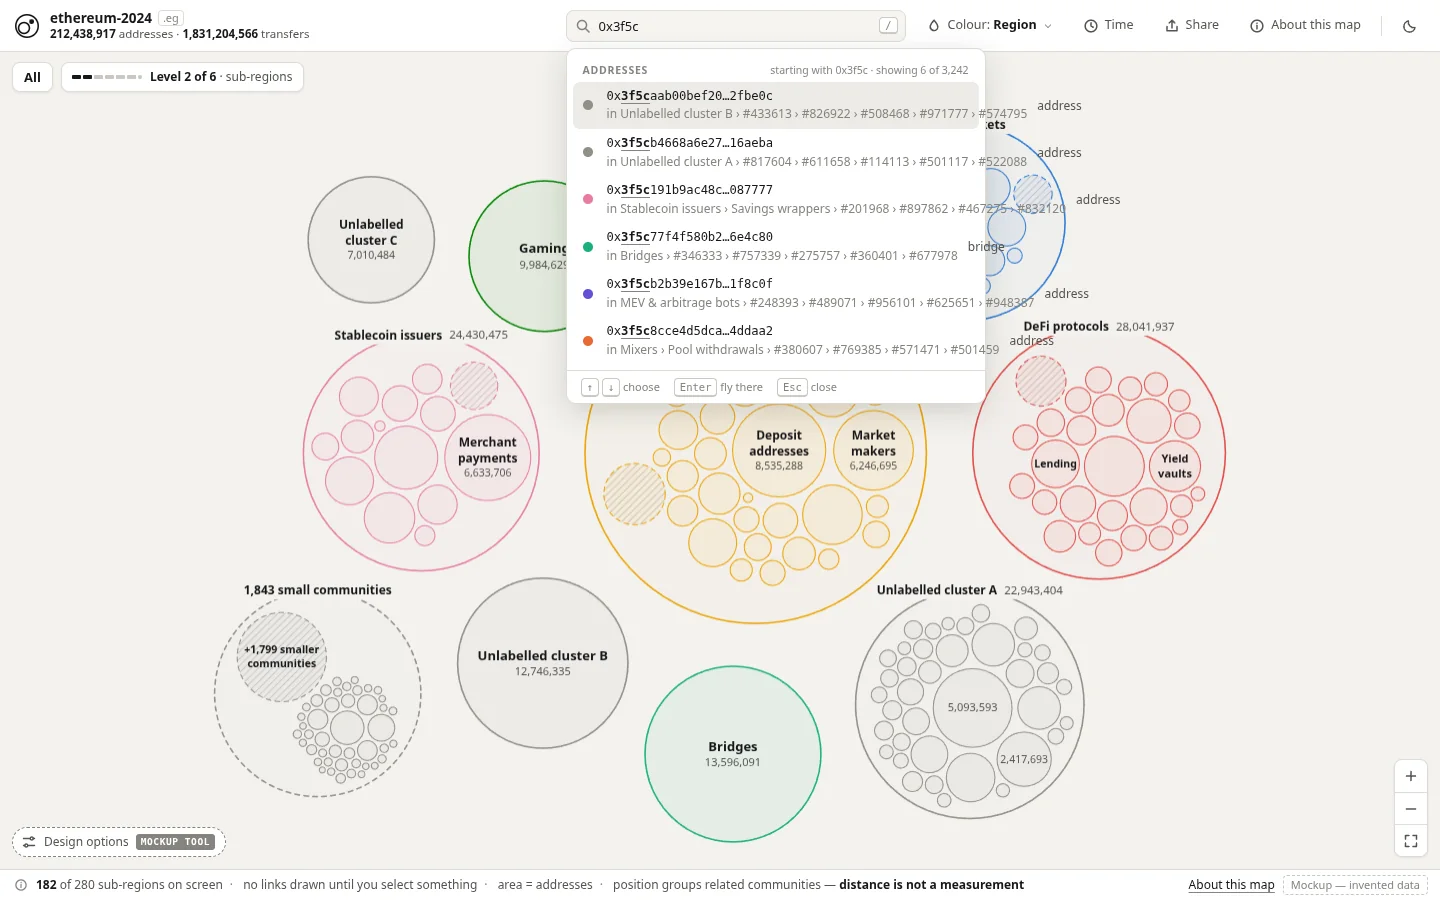 ethereum-2024 .eg
212,438,917 addresses · 1,831,204,566 transfers
0x3f5c /
Colour: Region
Time
Share
About this map
All
Level 2 of 6 · sub-regions
ADDRESSES starting with 0x3f5c · showing 6 of 3,242
0x3f5caab00bef20…2fbe0c
in Unlabelled cluster B › #433613 › #826922 › #508468 › #971777 › #574795
address
0x3f5cb4668a6e27…16aeba
in Unlabelled cluster A › #817604 › #611658 › #114113 › #501117 › #522088
address
0x3f5c191b9ac48c…087777
in Stablecoin issuers › Savings wrappers › #201968 › #897862 › #467275 › #832120
address
0x3f5c77f4f580b2…6e4c80
in Bridges › #346333 › #757339 › #275757 › #360401 › #677978
bridge
0x3f5cb2b39e167b…1f8c0f
in MEV & arbitrage bots › #248393 › #489071 › #956101 › #625651 › #948387
address
0x3f5c8cce4d5dca…4ddaa2
in Mixers › Pool withdrawals › #380607 › #769385 › #571471 › #501459
address
↑ ↓ choose Enter fly there Esc close
Unlabelled
cluster C
7,010,484
Gaming
9,984,629
Stablecoin issuers 24,430,475
DeFi protocols 28,041,937
Merchant
payments
6,633,706
Deposit
addresses
8,535,288
Market
makers
6,246,695
Lending
Yield
vaults
1,843 small communities
+1,799 smaller
communities
Unlabelled cluster B
12,746,335
Unlabelled cluster A 22,943,404
5,093,593
2,417,693
Bridges
13,596,091
+
−
Design options MOCKUP TOOL
182 of 280 sub-regions on screen · no links drawn until you select something · area = addresses · position groups related communities — distance is not a measurement
About this map
Mockup — invented data